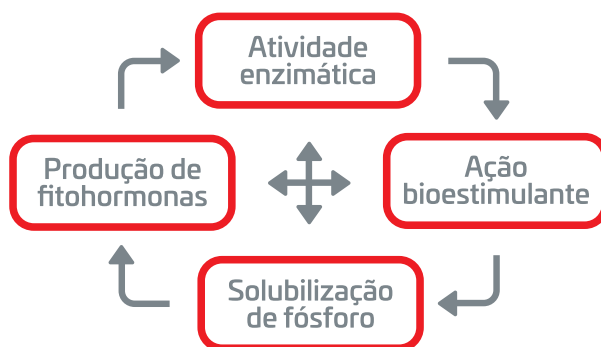 Atividade
enzimática
Ação
bioestimulante
Solubilização
de fósforo
Produção de
fitohormonas